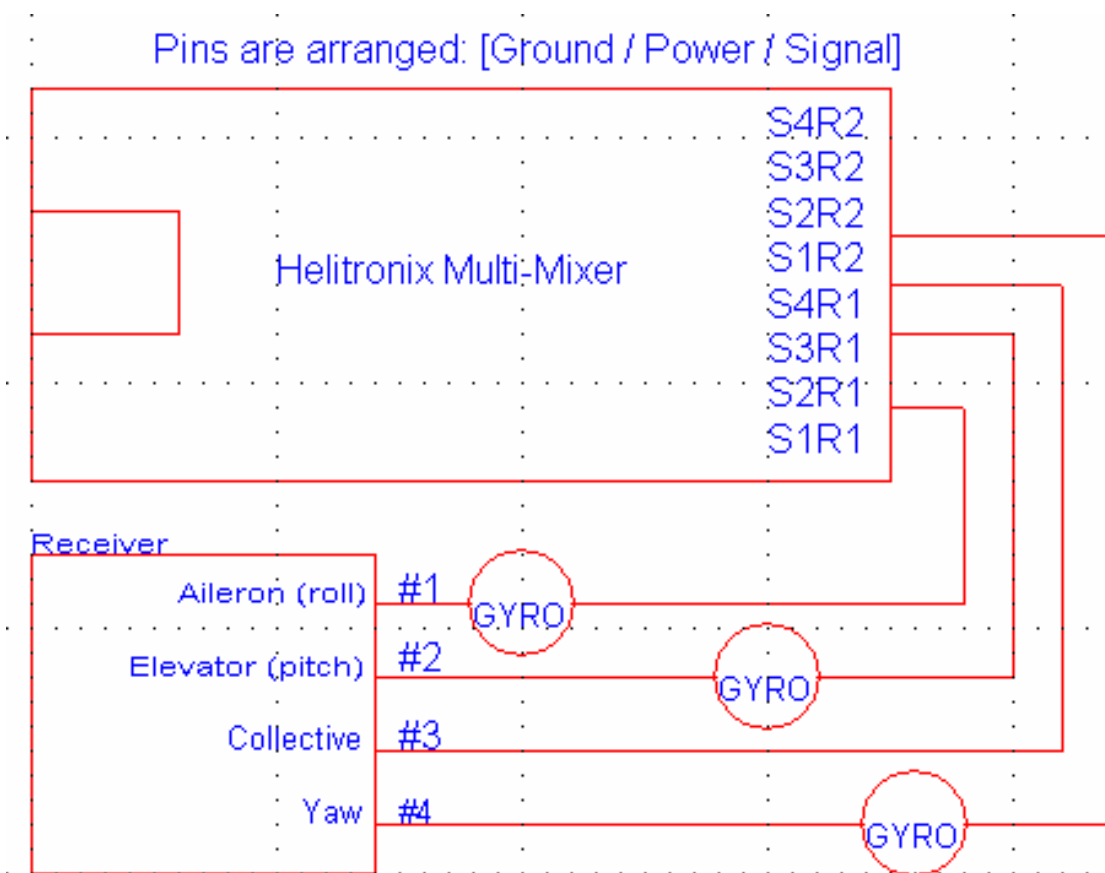 Pins are arranged: [Ground / Power / Signal]
S4R2
S3R2
S2R2
S1R2
Helitronix Multi-Mixer
S4R1
S3R1
S2R1
S1R1
Receiver
Aileron (roll) #1
GYRO
Elevator (pitch) #2
GYRO
Collective #3
Yaw #4
GYRO